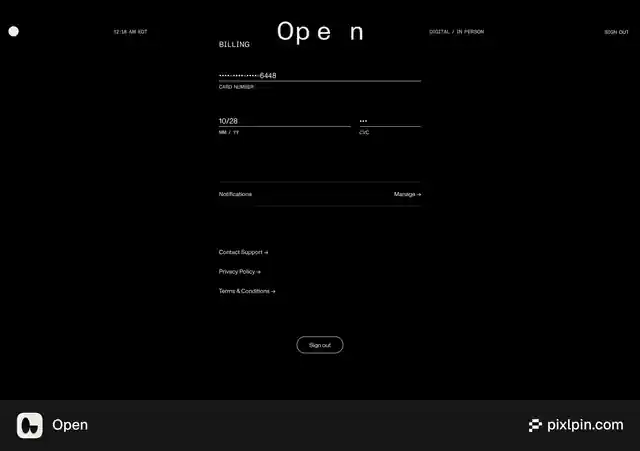 12:16 AM EDT
Open
DIGITAL / IN PERSON
SIGN OUT
BILLING
••••-••••-••••-6448
CARD NUMBER
10/28
•••
MM / YY
CVC
Notifications
Manage →
Contact Support →
Privacy Policy →
Terms & Conditions →
Sign out
Open
pixlpin.com